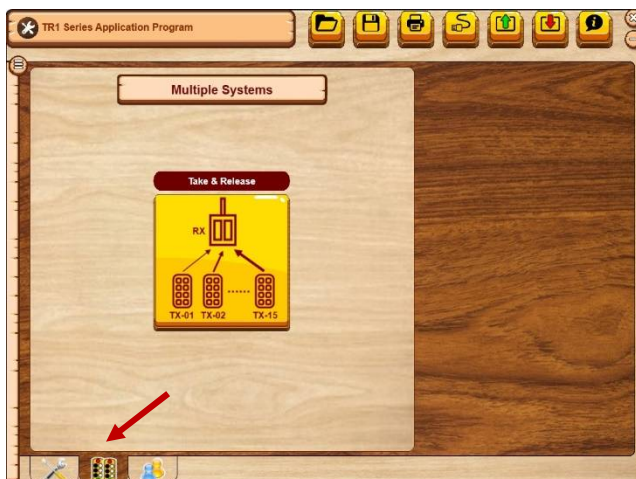 TR1 Series Application Program
Multiple Systems
Take & Release
RX
TX-01 TX-02 ...... TX-15